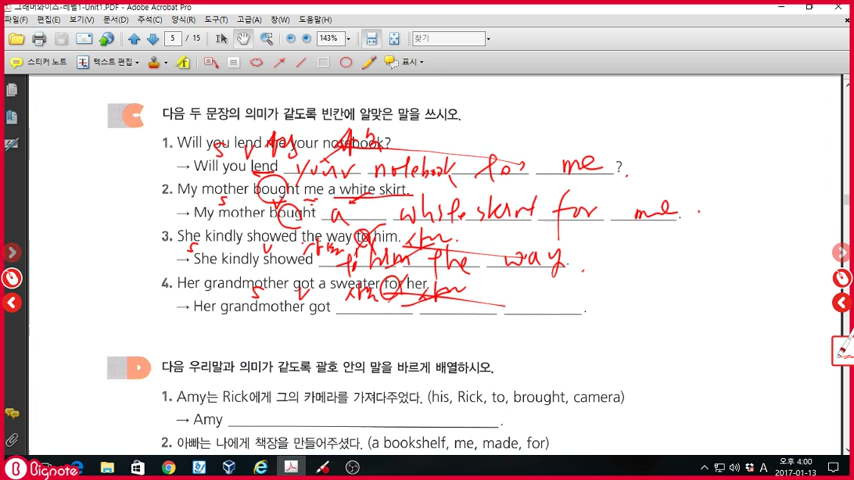 그래머와이즈-레벨1-Unit1.PDF - Adobe Acrobat Pro
파일(F) 편집(E) 보기(V) 문서(D) 주석(C) 양식(R) 도구(T) 고급(A) 창(Z) 도움말(H)
5 / 15 143% 찾기
스티커 노트 텍스트 편집 표시
C 다음 두 문장의 의미가 같도록 빈칸에 알맞은 말을 쓰시오.
1. Will you lend me your notebook?
S V
→ Will you lend your notebook to me ?
2. My mother bought me a white skirt.
S V
→ My mother bought a white skirt for me .
3. She kindly showed the way to him.
S V
→ She kindly showed him the way .
4. Her grandmother got a sweater for her.
S V
→ Her grandmother got .
D 다음 우리말과 의미가 같도록 괄호 안의 말을 바르게 배열하시오.
1. Amy는 Rick에게 그의 카메라를 가져다주었다. (his, Rick, to, brought, camera)
→ Amy .
2. 아빠는 나에게 책장을 만들어주셨다. (a bookshelf, me, made, for)
Bignote
A 오후 4:00
2017-01-13